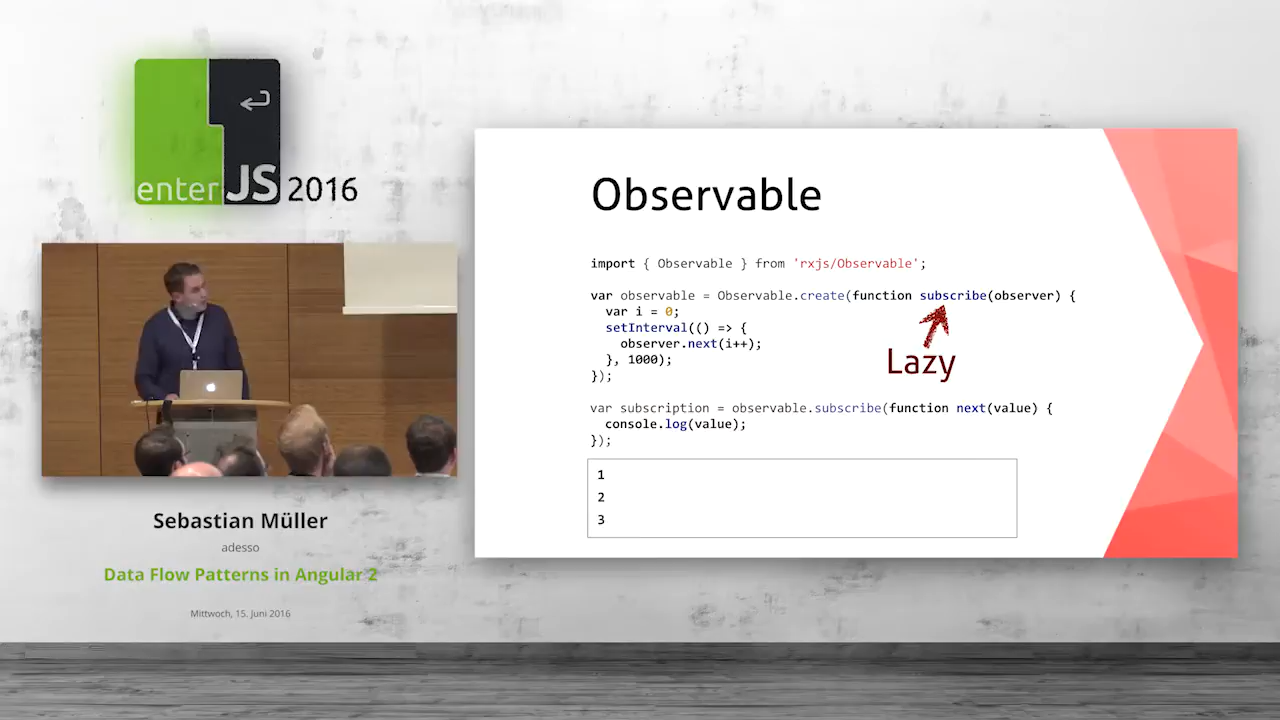 enterJS 2016
Sebastian Müller
adesso
Data Flow Patterns in Angular 2
Mittwoch, 15. Juni 2016
Observable
import { Observable } from 'rxjs/Observable';
var observable = Observable.create(function subscribe(observer) {
  var i = 0;
  setInterval(() => {
    observer.next(i++);
  }, 1000);
});
Lazy
var subscription = observable.subscribe(function next(value) {
  console.log(value);
});
1
2
3